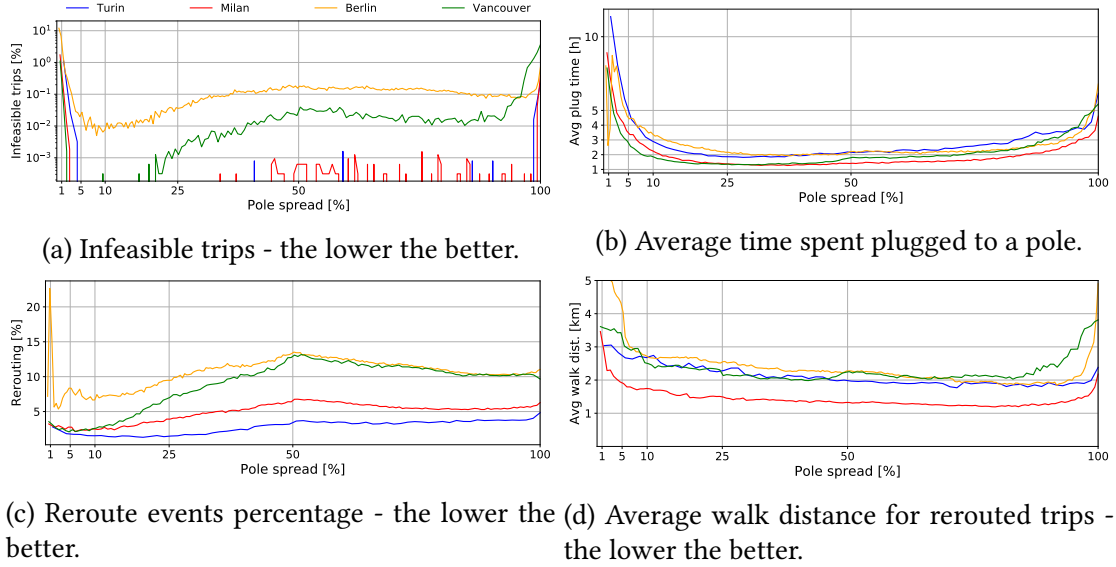 Turin Milan Berlin Vancouver
Infeasible trips [%]
10¹
10⁰
10⁻¹
10⁻²
10⁻³
1 5 10 25 50 100
Pole spread [%]
(a) Infeasible trips - the lower the better.
Avg plug time [h]
10
5
4
3
2
1
1 5 10 25 50 100
Pole spread [%]
(b) Average time spent plugged to a pole.
Rerouting [%]
20
15
10
5
1 5 10 25 50 100
Pole spread [%]
(c) Reroute events percentage - the lower the
better.
Avg walk dist. [km]
5
4
3
2
1
1 5 10 25 50 100
Pole spread [%]
(d) Average walk distance for rerouted trips -
the lower the better.